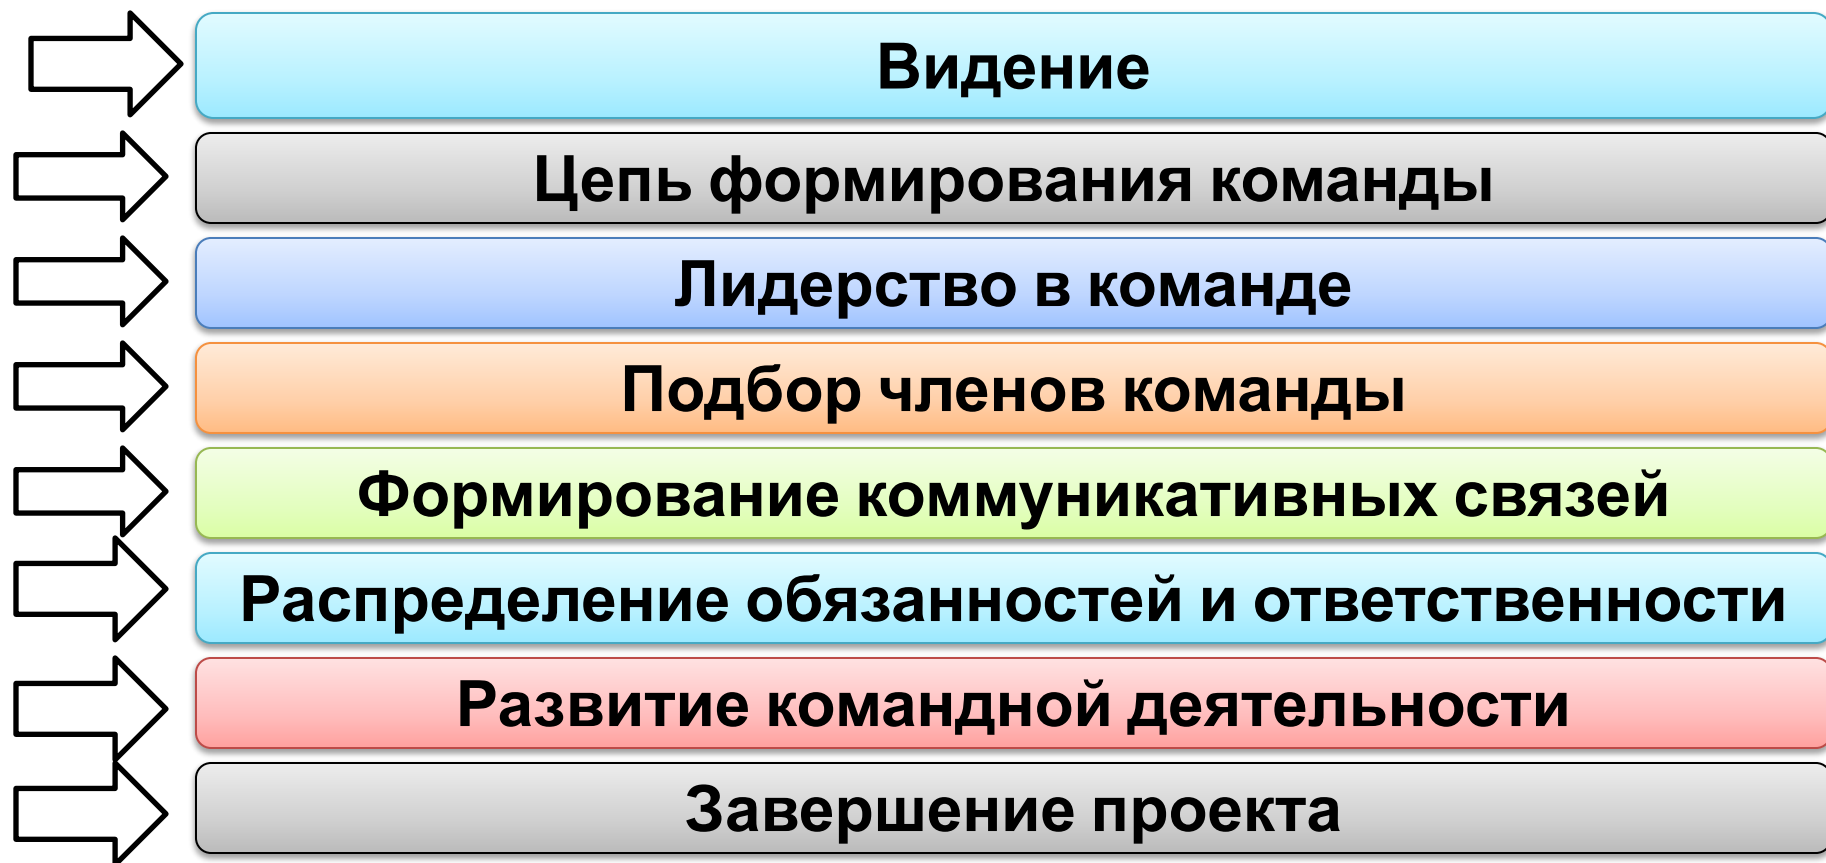 Видение
Цепь формирования команды
Лидерство в команде
Подбор членов команды
Формирование коммуникативных связей
Распределение обязанностей и ответственности
Развитие командной деятельности
Завершение проекта